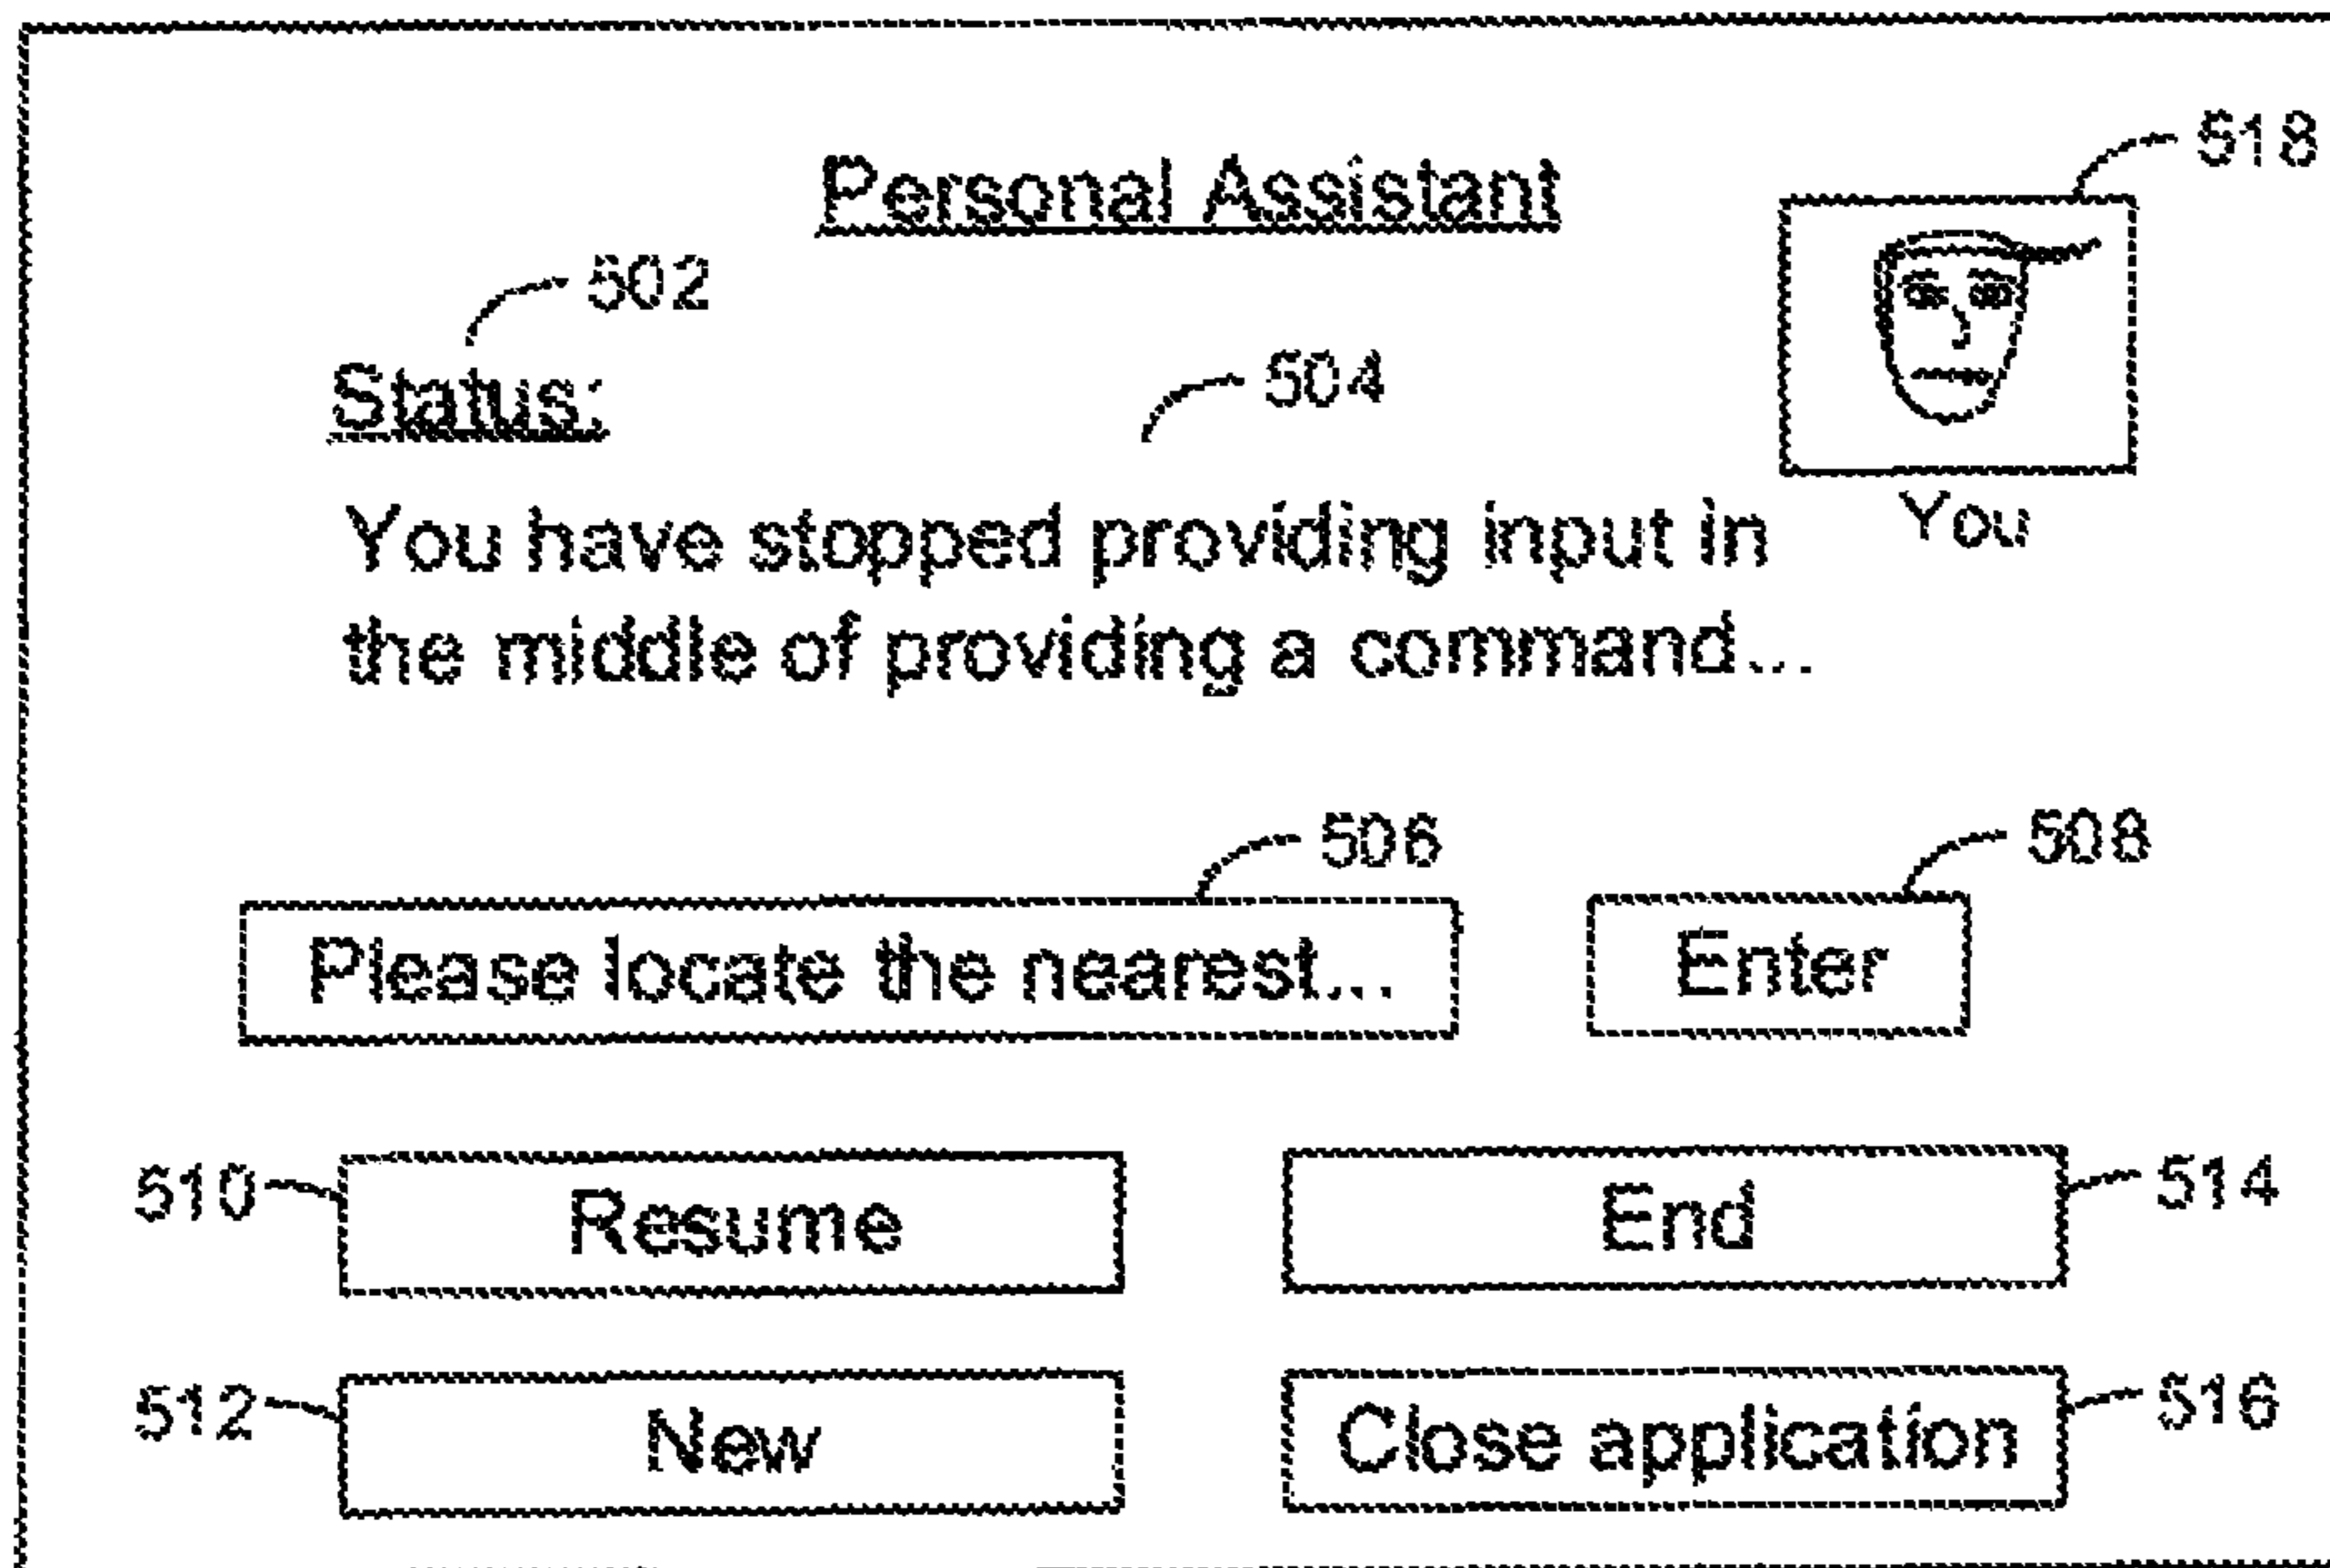 518
Personal Assistant
502
Status:
504
You
You have stopped providing input in
the middle of providing a command...
506
508
Please locate the nearest...
Enter
510
Resume
End
514
512
New
Close application
516